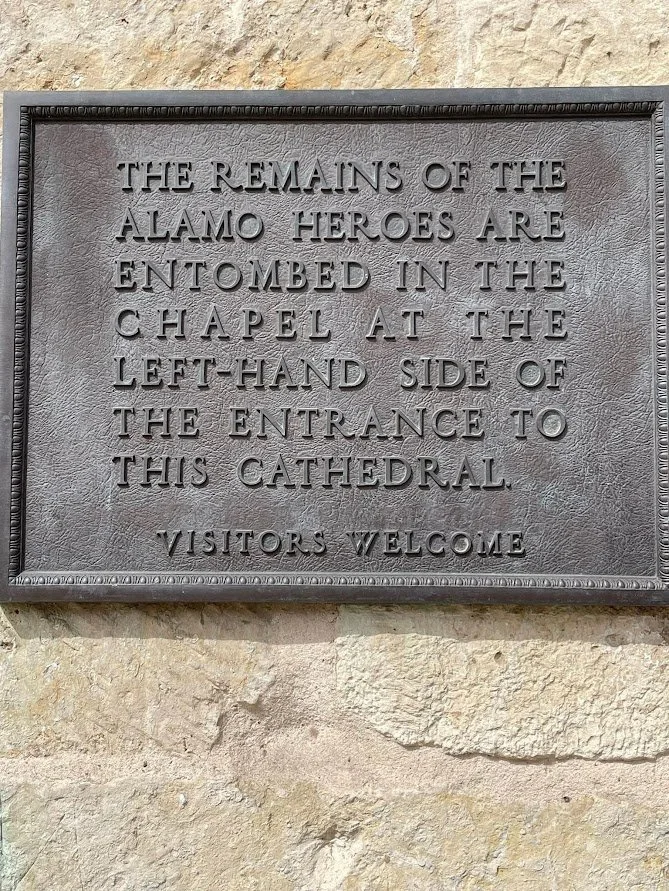 THE REMAINS OF THE
ALAMO HEROES ARE
ENTOMBED IN THE
CHAPEL AT THE
LEFT-HAND SIDE OF
THE ENTRANCE TO
THIS CATHEDRAL.
VISITORS WELCOME